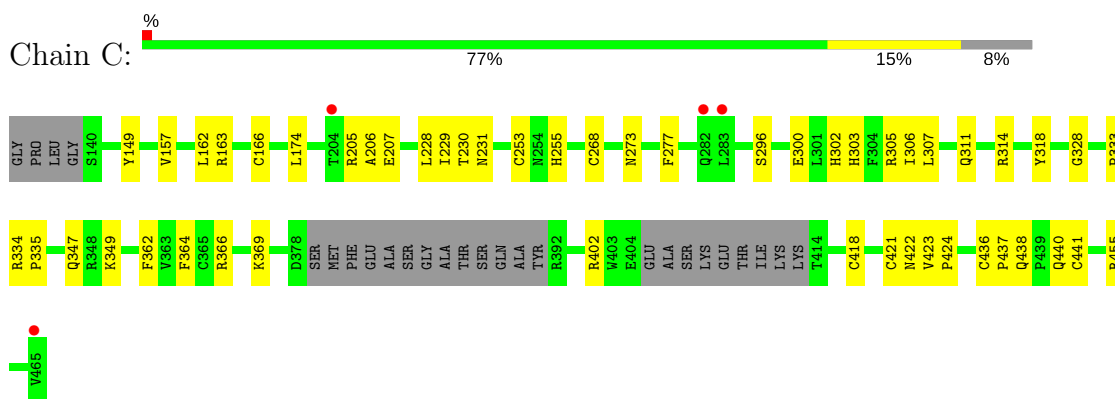 %
Chain C:
77% 15% 8%
GLY PRO LEU GLY S140 Y149 V157 L162 R163 C166 L174 T204 R205 A206 E207 L228 I229 T230 N231 C253 N254 H255 C268 N273 F277 Q282 L283 S296 E300 L301 H302 H303 F304 R305 I306 L307 Q311 R314 Y318 G328
R334 P335 Q347 R348 K349 F362 V363 F364 C365 R366 K369 D378 SER MET PHE GLU ALA SER GLY ALA THR SER GLN ALA TYR R392 R402 W403 E404 GLU ALA SER LYS GLU THR ILE LYS LYS T414 C418 C421 N422 V423 P424 C436 P437 Q438 P439 Q440 C441
V465